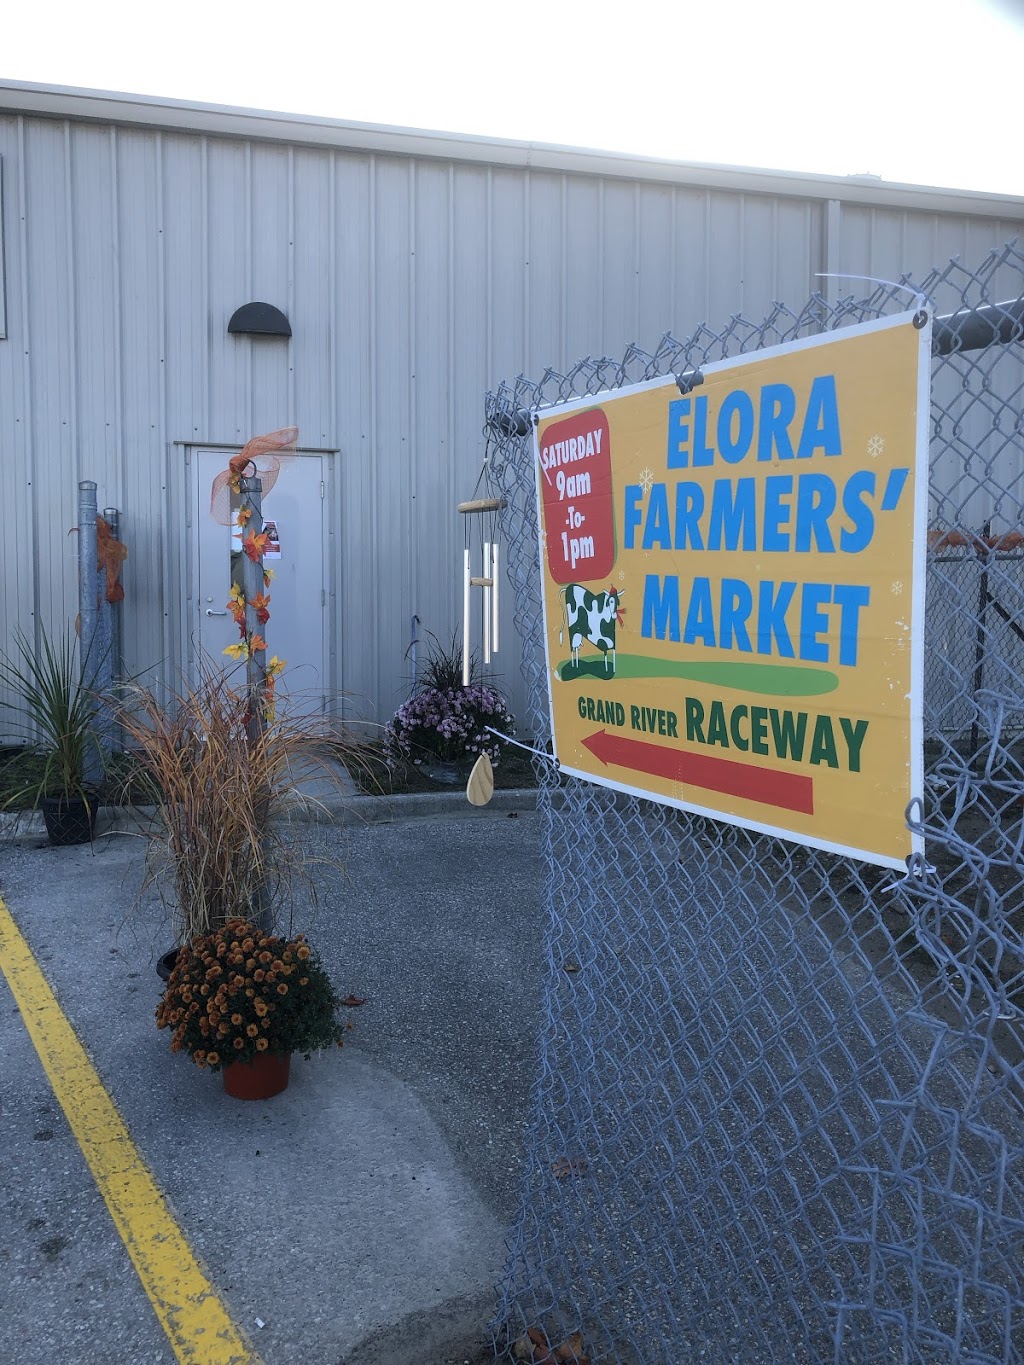 SATURDAY
9am
-To-
1pm
ELORA
FARMERS'
MARKET
GRAND RIVER RACEWAY